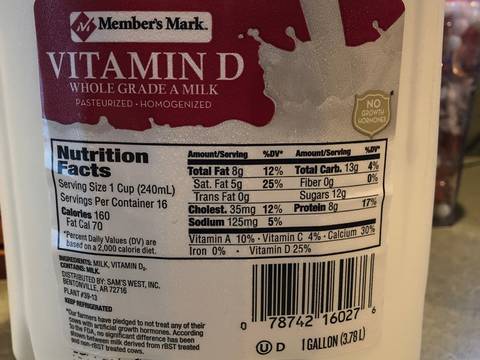 Member's Mark
VITAMIN D
WHOLE GRADE A MILK
PASTEURIZED • HOMOGENIZED
NO
GROWTH
HORMONES
Nutrition
Facts
Serving Size 1 Cup (240mL)
Servings Per Container 16
Calories 160
Fat Cal 70
*Percent Daily Values (DV) are
based on a 2,000 calorie diet.
Amount/Serving %DV* Amount/Serving %DV*
Total Fat 8g 12% Total Carb. 13g 4%
Sat. Fat 5g 25% Fiber 0g 0%
Trans Fat 0g Sugars 12g
Cholest. 35mg 12% Protein 8g 17%
Sodium 125mg 5%
Vitamin A 10% • Vitamin C 4% • Calcium 30%
Iron 0% • Vitamin D 25%
INGREDIENTS: MILK, VITAMIN D₃.
CONTAINS: MILK.
DISTRIBUTED BY: SAM'S WEST, INC.
BENTONVILLE, AR 72716
PLANT #39-13
KEEP REFRIGERATED
*Our farmers have pledged to not treat any of their
cows with artificial growth hormones. According
to the FDA, no significant difference has been
shown between milk derived from rBST treated
and non-rBST treated cows.
0 78742 16027 6
U D 1 GALLON (3.78 L)